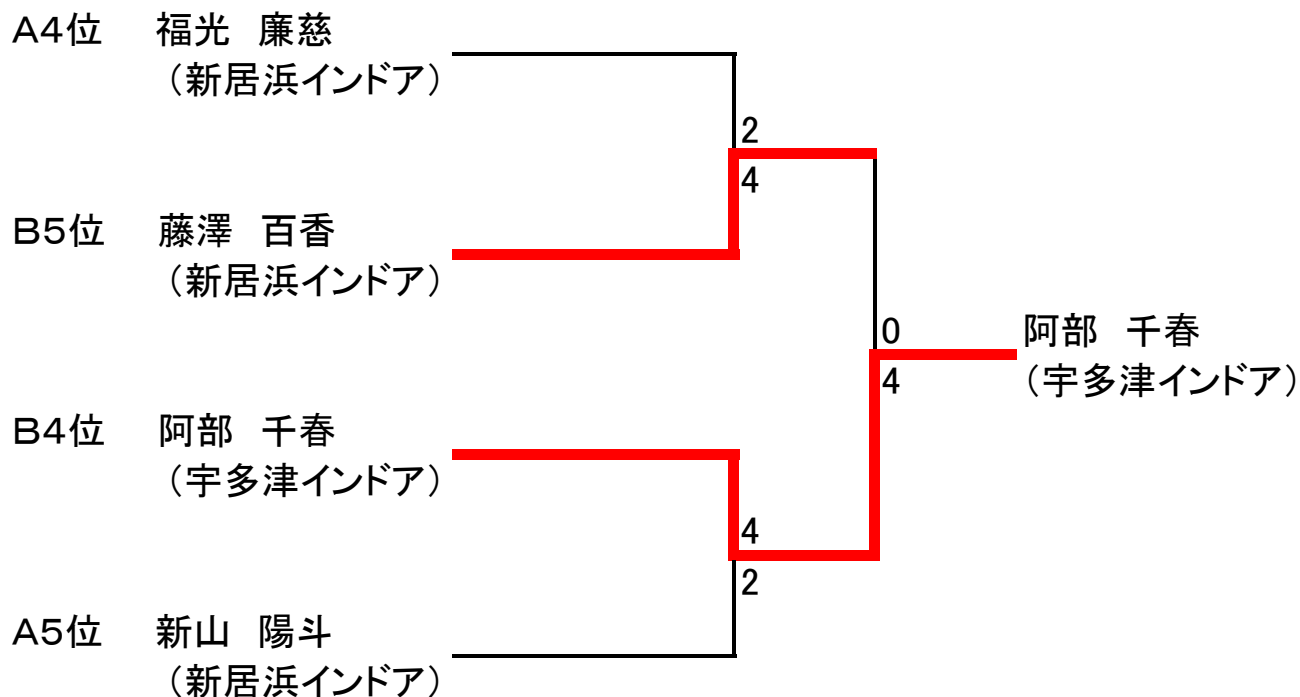 A4位 福光 廉慈
（新居浜インドア）
2
4
B5位 藤澤 百香
（新居浜インドア）
0
4
阿部 千春
（宇多津インドア）
B4位 阿部 千春
（宇多津インドア）
4
2
A5位 新山 陽斗
（新居浜インドア）